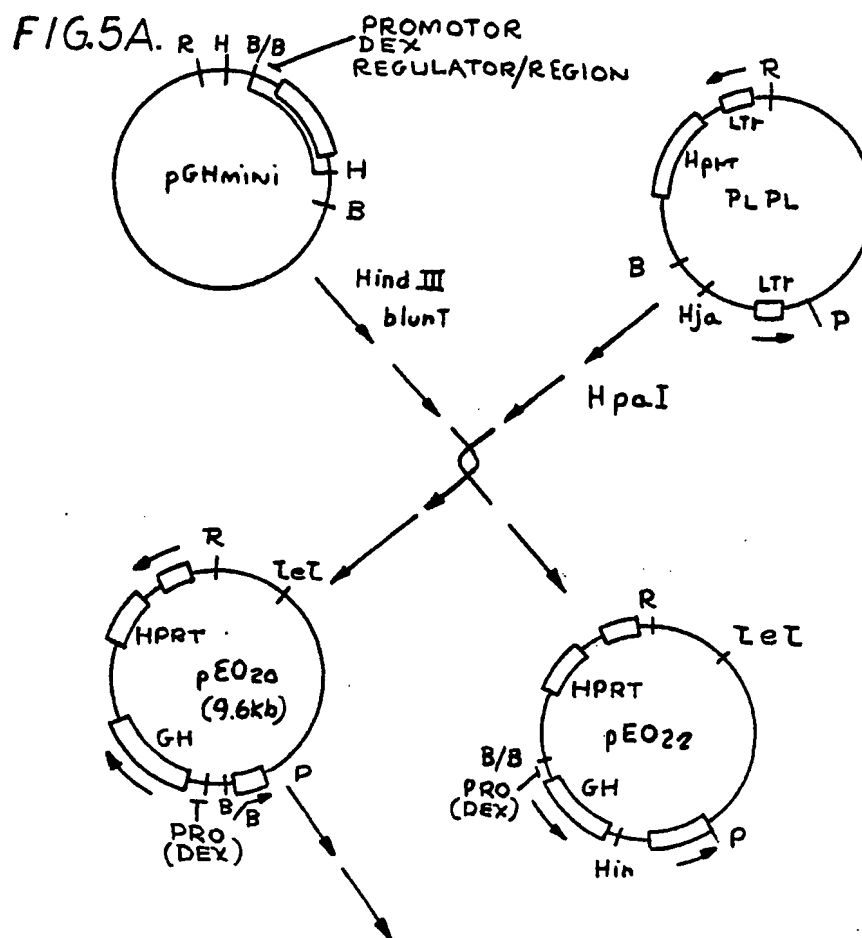 FIG.5A.
PROMOTOR
DEX
REGULATOR/REGION
R H B/B
pGHmini
H
B
R
LTr
HpHT
PLPL
B
Hja
LTr
P
Hind III
blunT
HpaI
R
TeT
HPRT
pEO20
(9.6kb)
GH
T B/B
P
PRO
(DEX)
R
TeT
HPRT
pEO22
B/B
PRO
(DEX)
GH
Hin
P